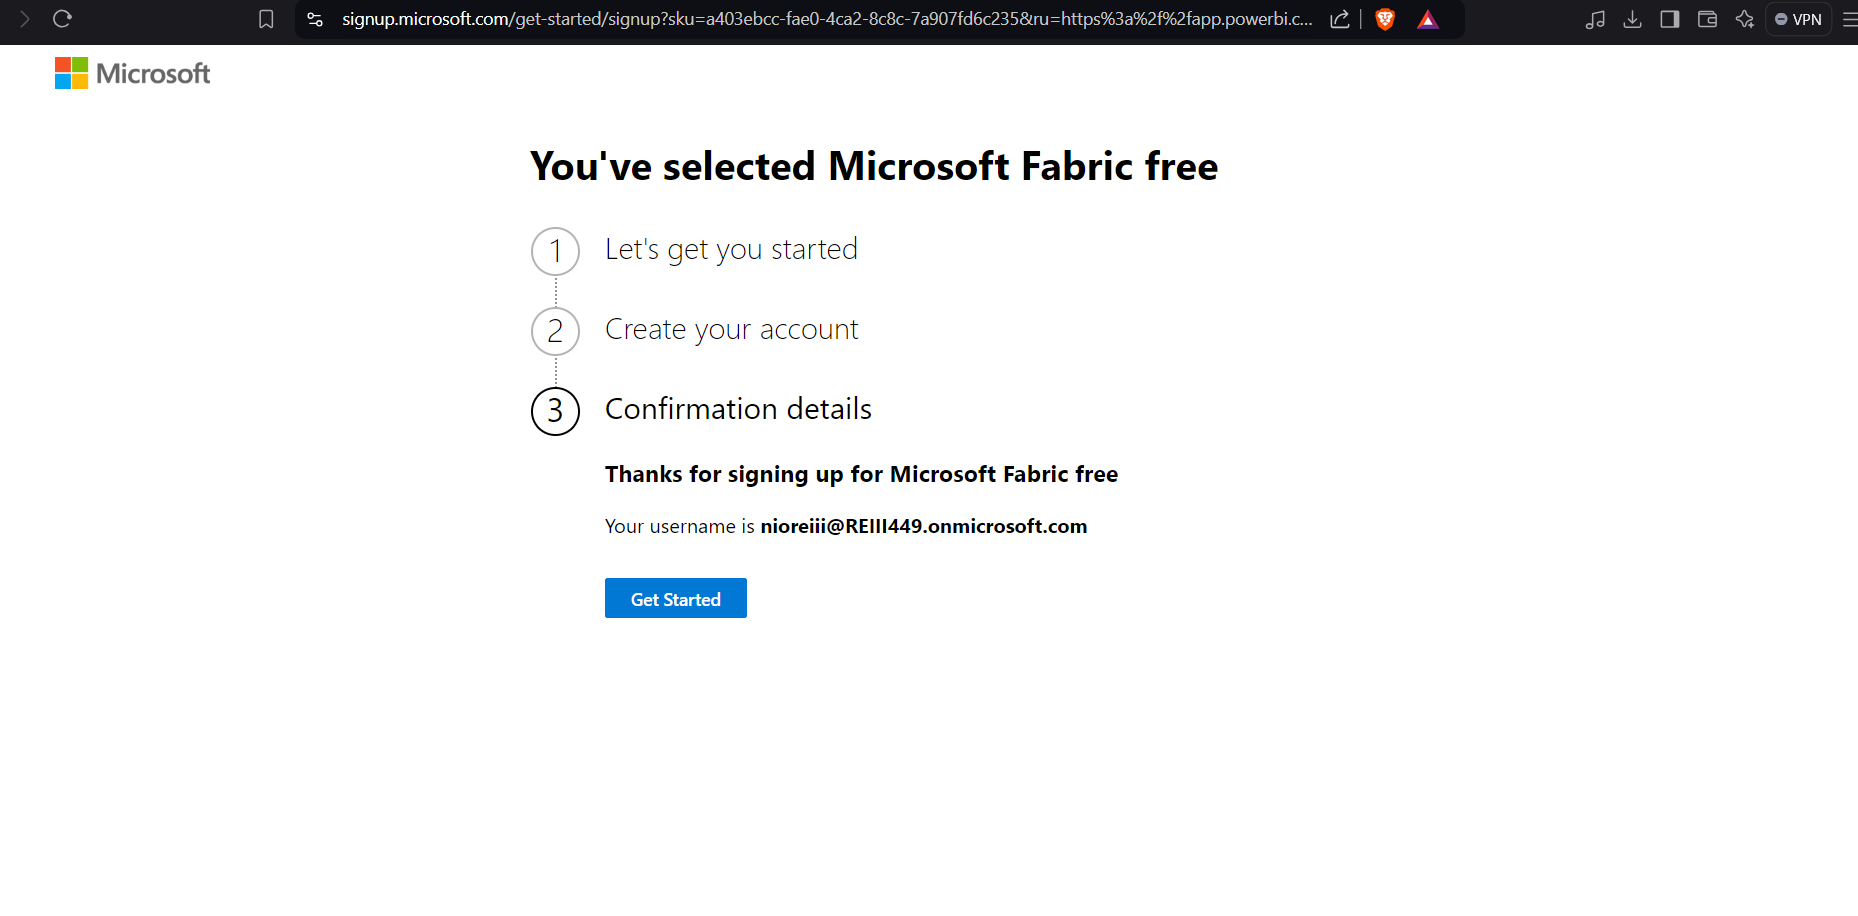 signup.microsoft.com/get-started/signup?sku=a403ebcc-fae0-4ca2-8c8c-7a907fd6c235&ru=https%3a%2f%2fapp.powerbi.c...
VPN
Microsoft
You've selected Microsoft Fabric free
1 Let's get you started
2 Create your account
3 Confirmation details
Thanks for signing up for Microsoft Fabric free
Your username is nioreiii@REIII449.onmicrosoft.com
Get Started